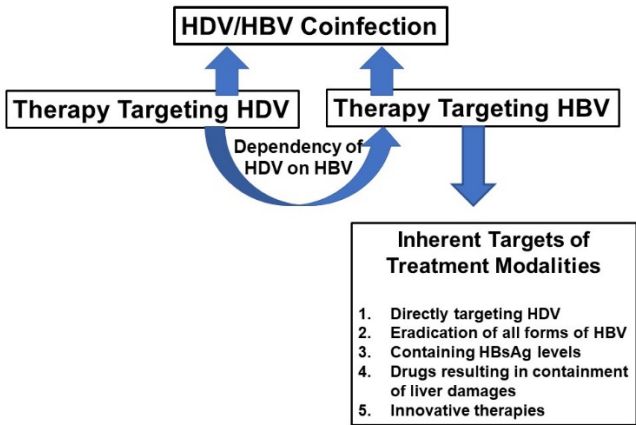 HDV/HBV Coinfection
Therapy Targeting HDV
Therapy Targeting HBV
Dependency of
HDV on HBV
Inherent Targets of
Treatment Modalities
1. Directly targeting HDV
2. Eradication of all forms of HBV
3. Containing HBsAg levels
4. Drugs resulting in containment
of liver damages
5. Innovative therapies